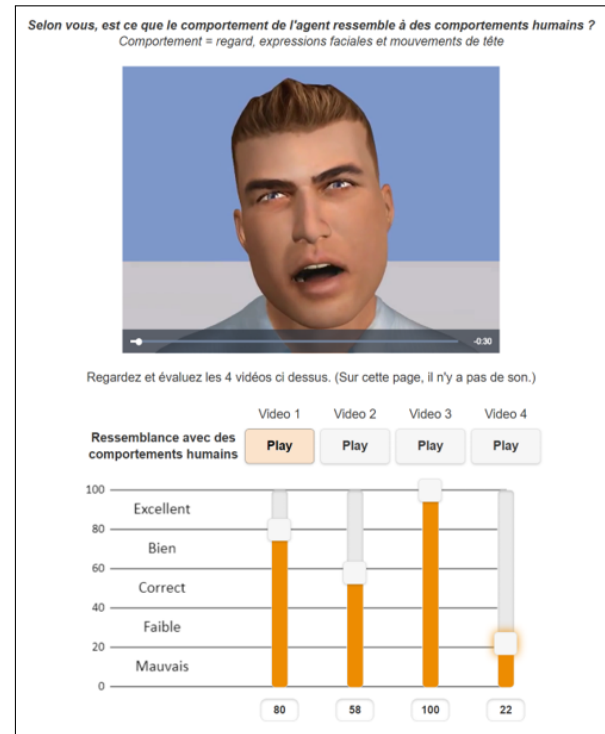 Selon vous, est ce que le comportement de l'agent ressemble à des comportements humains ?
Comportement = regard, expressions faciales et mouvements de tête
-0:30
Regardez et évaluez les 4 vidéos ci dessus. (Sur cette page, il n'y a pas de son.)
Video 1 Video 2 Video 3 Video 4
Ressemblance avec des
comportements humains
Play Play Play Play
100
Excellent
80
Bien
60
Correct
40
Faible
20
Mauvais
0
80 58 100 22